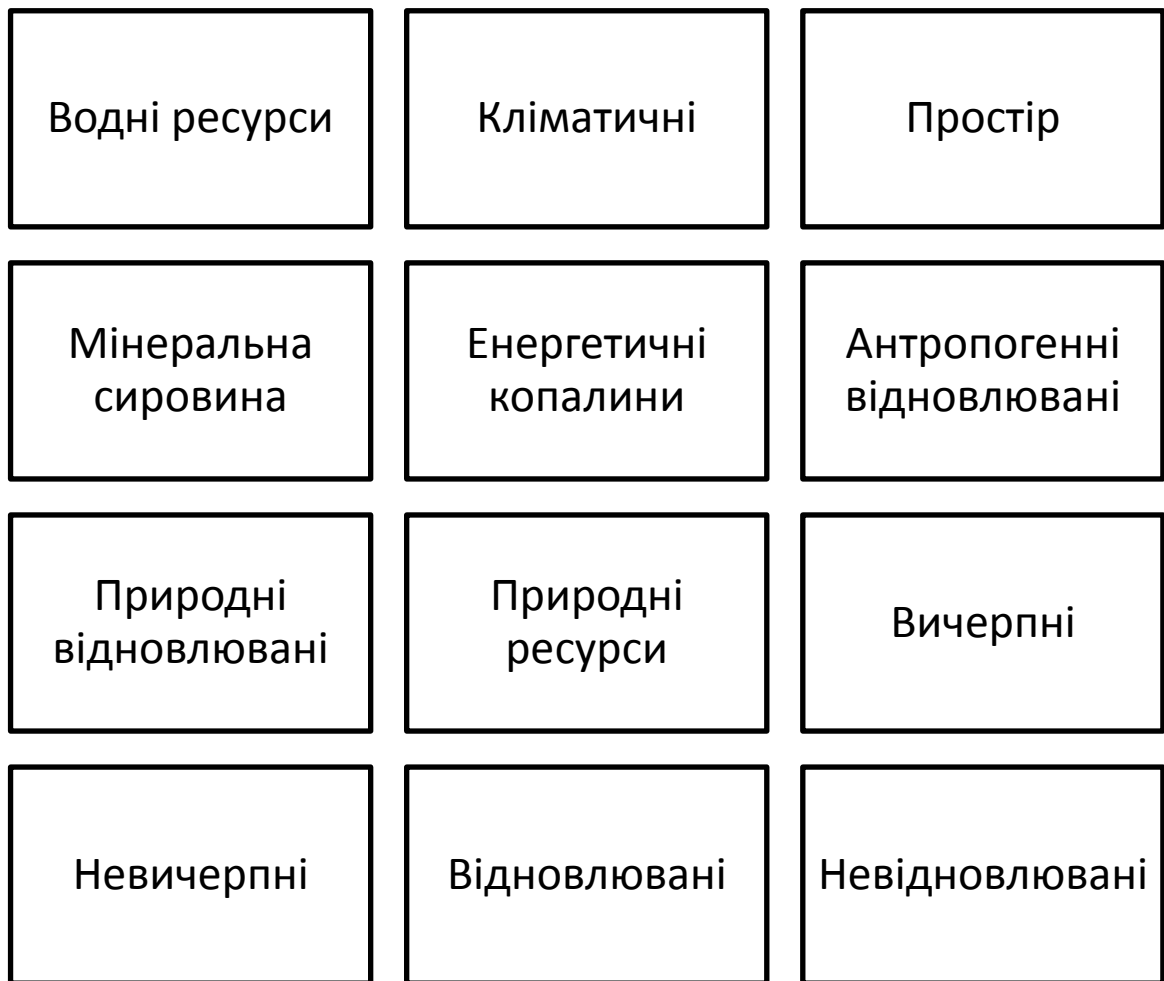 Водні ресурси
Кліматичні
Простір
Мінеральна
сировина
Енергетичні
копалини
Антропогенні
відновлювані
Природні
відновлювані
Природні
ресурси
Вичерпні
Невичерпні
Відновлювані
Невідновлювані